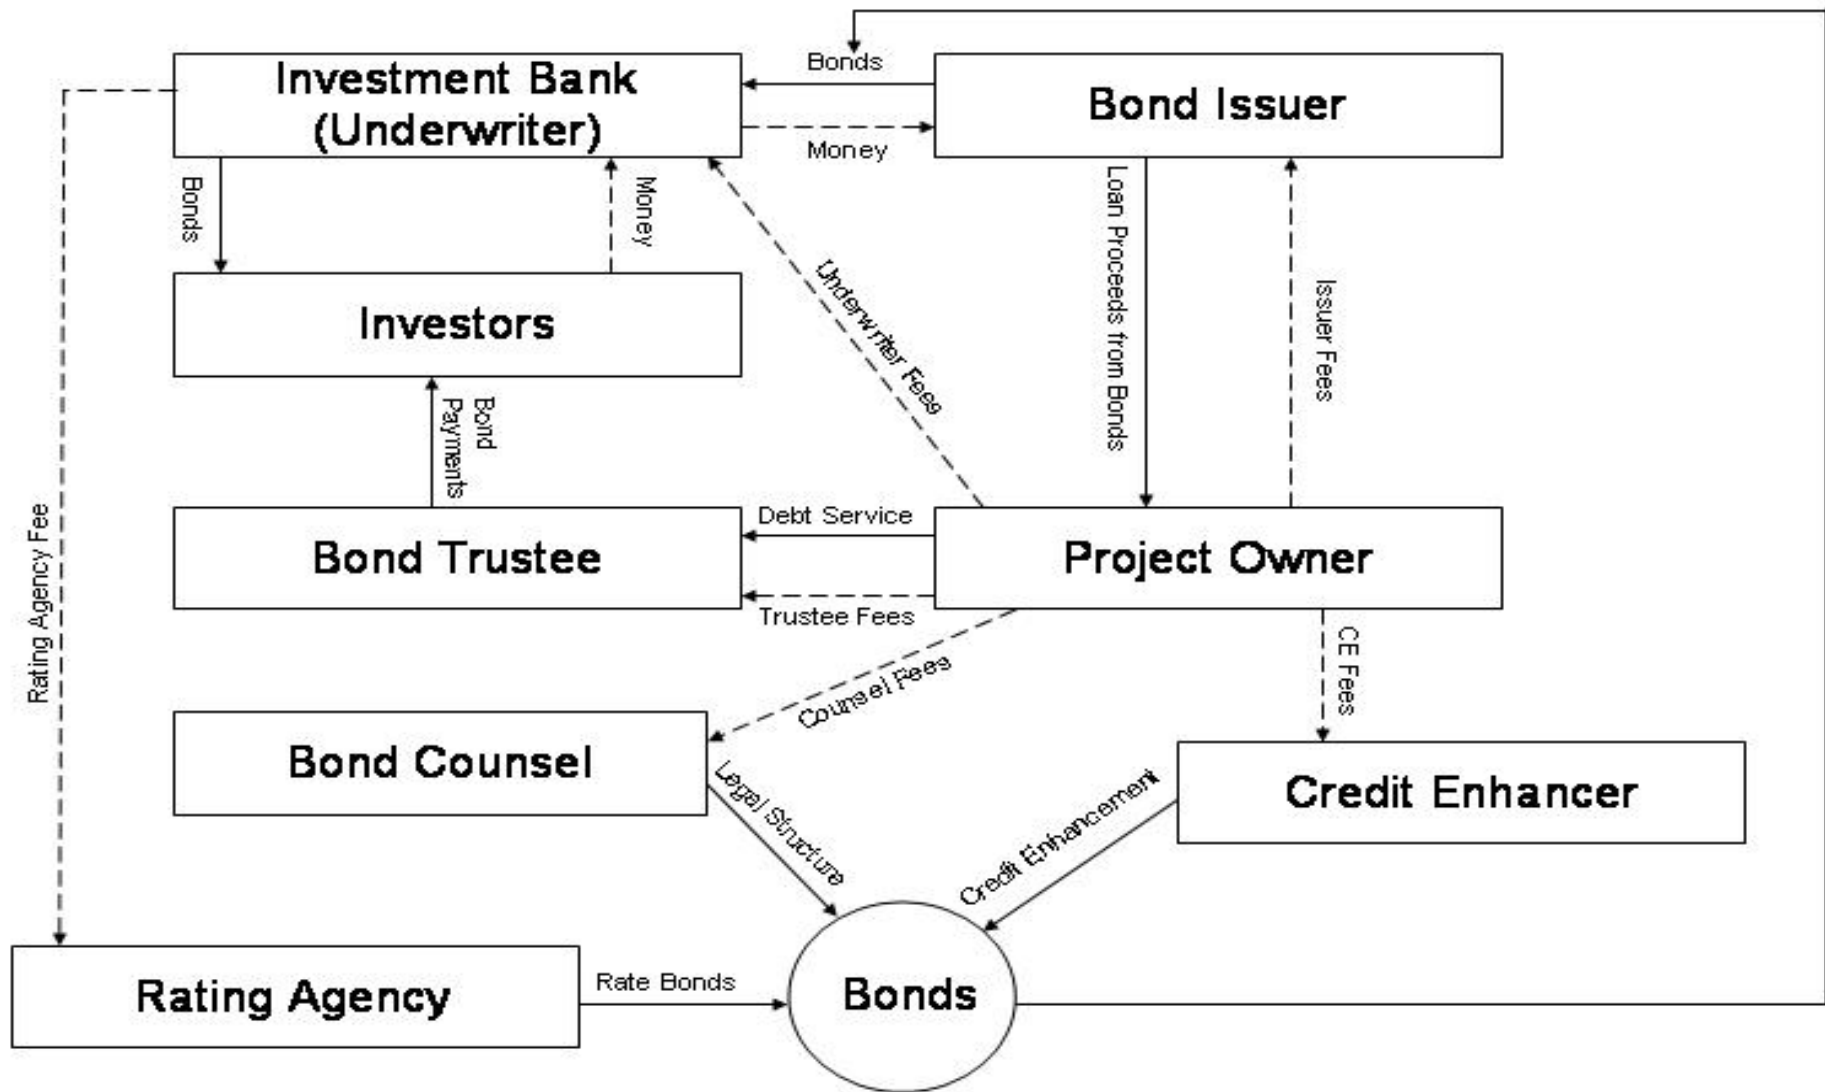 Investment Bank
(Underwriter)
Bonds
Bond Issuer
Money
Bonds
Money
Loan Proceeds from Bonds
Issuer Fees
Underwriter Fees
Investors
Bond
Payments
Rating Agency Fee
Debt Service
Bond Trustee
Project Owner
Trustee Fees
CE Fees
Counsel Fees
Bond Counsel
Legal Structure
Credit Enhancement
Credit Enhancer
Rating Agency
Rate Bonds
Bonds